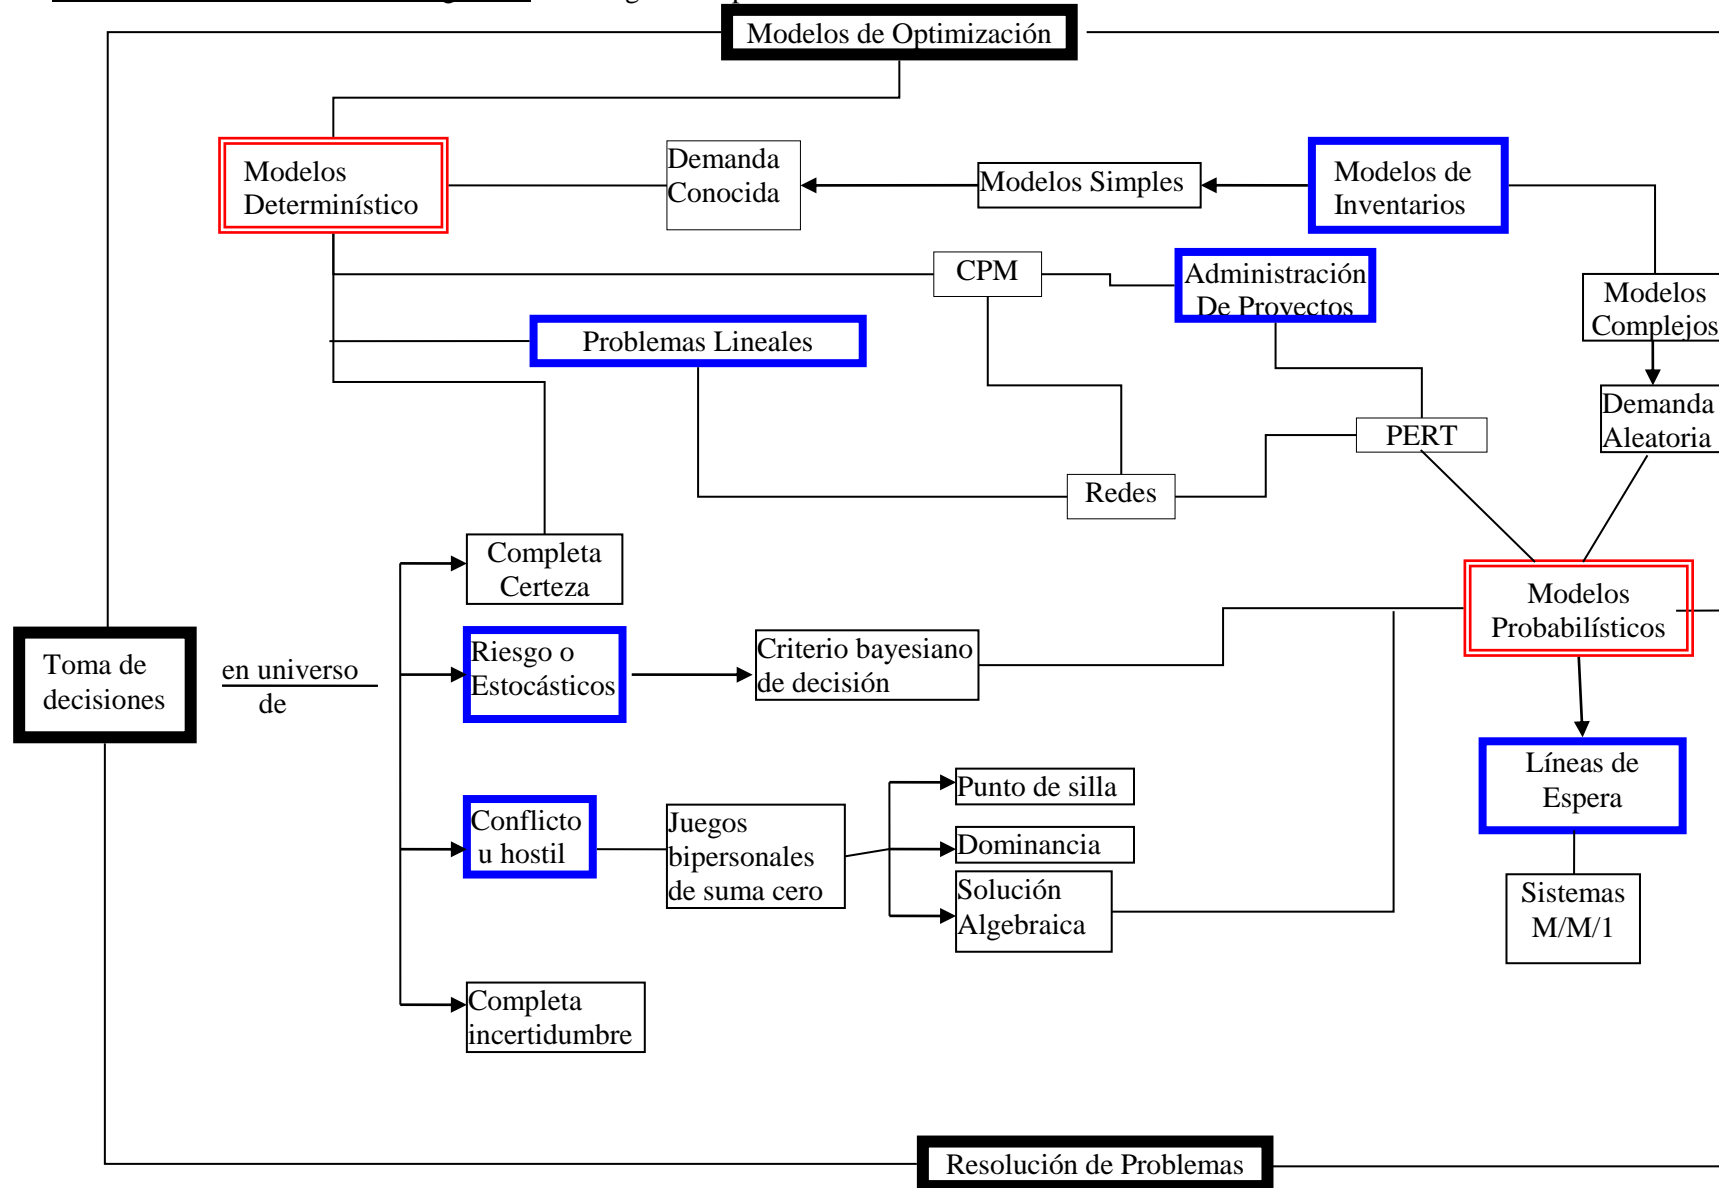 Modelos de Optimización
Modelos
Determinístico
Demanda
Conocida
Modelos Simples
Modelos de
Inventarios
CPM
Administración
De Proyectos
Modelos
Complejos
Problemas Lineales
Demanda
Aleatoria
PERT
Redes
Completa
Certeza
Modelos
Probabilísticos
Toma de
decisiones
en universo
de
Riesgo o
Estocásticos
Criterio bayesiano
de decisión
Líneas de
Espera
Punto de silla
Conflicto
u hostil
Juegos
bipersonales
de suma cero
Dominancia
Solución
Algebraica
Sistemas
M/M/1
Completa
incertidumbre
Resolución de Problemas